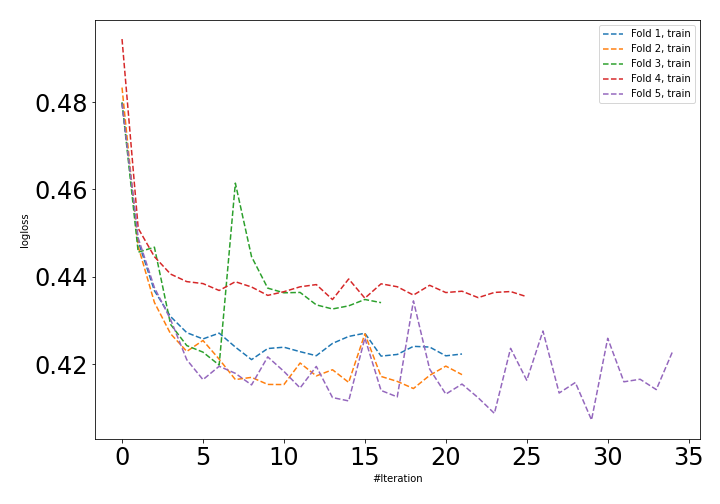 Fold 1, train
Fold 2, train
Fold 3, train
Fold 4, train
Fold 5, train
0.48
0.46
0.44
0.42
logloss
0 5 10 15 20 25 30 35
#Iteration